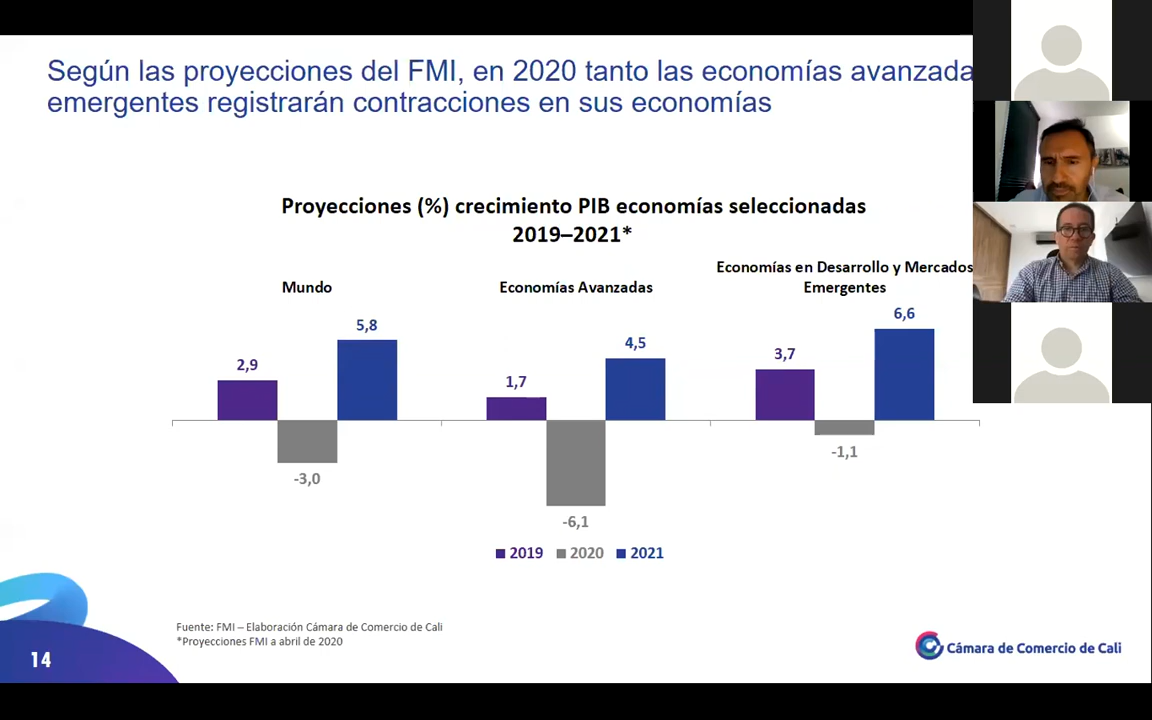 Según las proyecciones del FMI, en 2020 tanto las economías avanzada
emergentes registrarán contracciones en sus economías
Proyecciones (%) crecimiento PIB economías seleccionadas
2019–2021*
Mundo
Economías Avanzadas
Economías en Desarrollo y Mercados
Emergentes
2,9
-3,0
5,8
1,7
-6,1
4,5
3,7
-1,1
6,6
2019 2020 2021
Fuente: FMI – Elaboración Cámara de Comercio de Cali
*Proyecciones FMI a abril de 2020
14
Cámara de Comercio de Cali